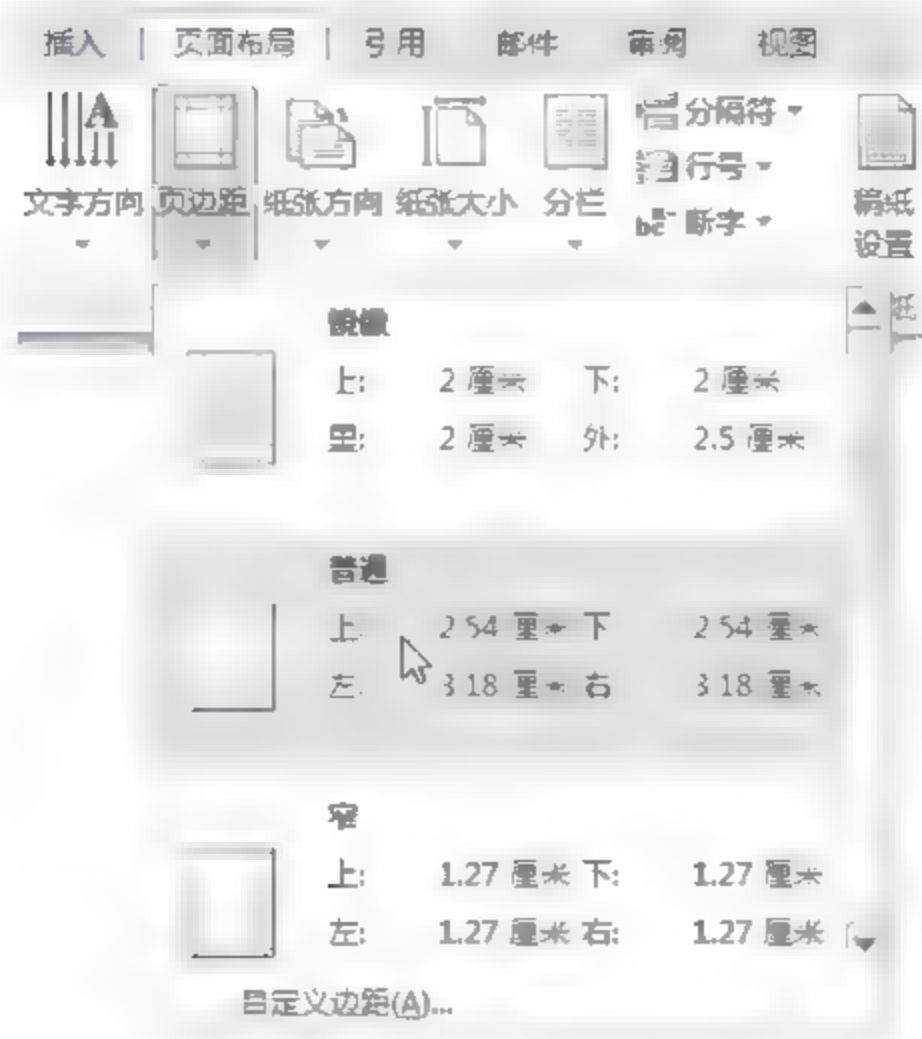 插入 页面布局 引用 邮件 审阅 视图
文字方向 页边距 纸张方向 纸张大小 分栏 分隔符 行号 断字 稿纸设置
镜像
上: 2 厘米 下: 2 厘米
里: 2 厘米 外: 2.5 厘米
普通
上: 2.54 厘米 下: 2.54 厘米
左: 3.18 厘米 右: 3.18 厘米
窄
上: 1.27 厘米 下: 1.27 厘米
左: 1.27 厘米 右: 1.27 厘米
自定义边距(A)...